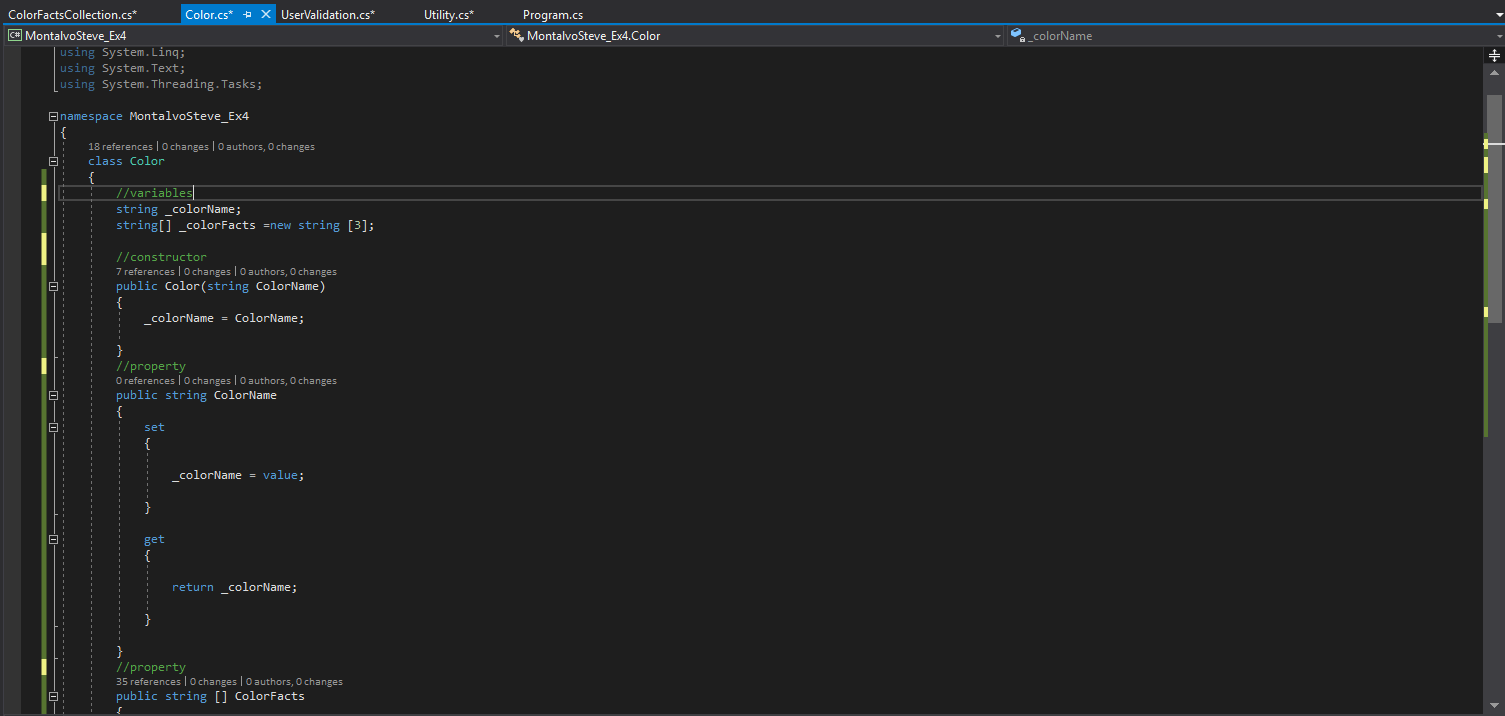 ColorFactsCollection.cs* Color.cs* UserValidation.cs* Utility.cs* Program.cs
C# MontalvoSteve_Ex4 MontalvoSteve_Ex4.Color _colorName
using System.Linq;
using System.Text;
using System.Threading.Tasks;
namespace MontalvoSteve_Ex4
{
18 references | 0 changes | 0 authors, 0 changes
class Color
{
//variables
string _colorName;
string[] _colorFacts =new string [3];
//constructor
7 references | 0 changes | 0 authors, 0 changes
public Color(string ColorName)
{
_colorName = ColorName;
}
//property
0 references | 0 changes | 0 authors, 0 changes
public string ColorName
{
set
{
_colorName = value;
}
get
{
return _colorName;
}
}
//property
35 references | 0 changes | 0 authors, 0 changes
public string [] ColorFacts
{